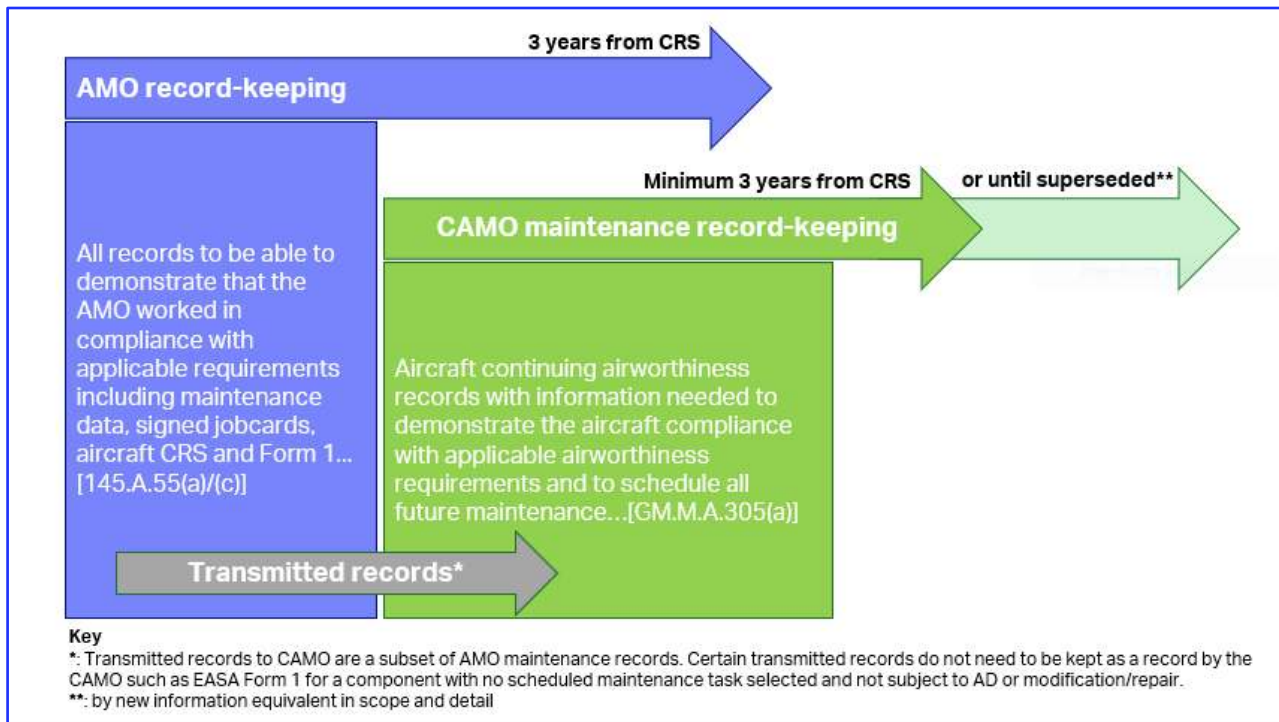 3 years from CRS
AMO record-keeping
Minimum 3 years from CRS
or until superseded**
CAMO maintenance record-keeping
All records to be able to
demonstrate that the
AMO worked in
compliance with
applicable requirements
including maintenance
data, signed jobcards,
aircraft CRS and Form 1...
[145.A.55(a)/(c)]
Aircraft continuing airworthiness
records with information needed to
demonstrate the aircraft compliance
with applicable airworthiness
requirements and to schedule all
future maintenance...[GM.M.A.305(a)]
Transmitted records*
Key
*: Transmitted records to CAMO are a subset of AMO maintenance records. Certain transmitted records do not need to be kept as a record by the
CAMO such as EASA Form 1 for a component with no scheduled maintenance task selected and not subject to AD or modification/repair.
**: by new information equivalent in scope and detail